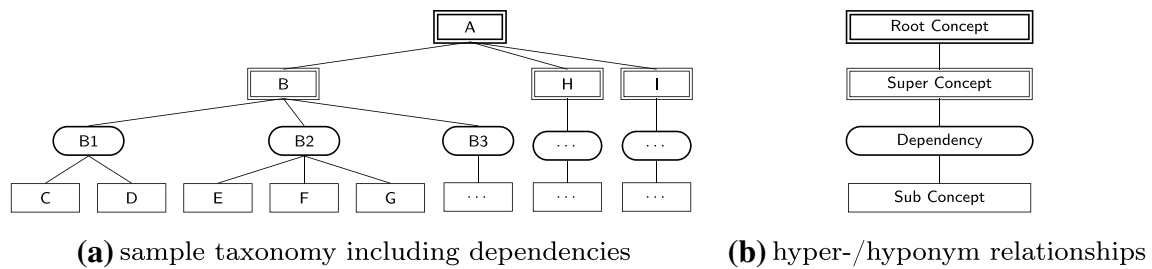 A Root Concept
B H I Super Concept
B1 B2 B3 ... ... Dependency
C D E F G ... ... ... Sub Concept
(a) sample taxonomy including dependencies (b) hyper-/hyponym relationships